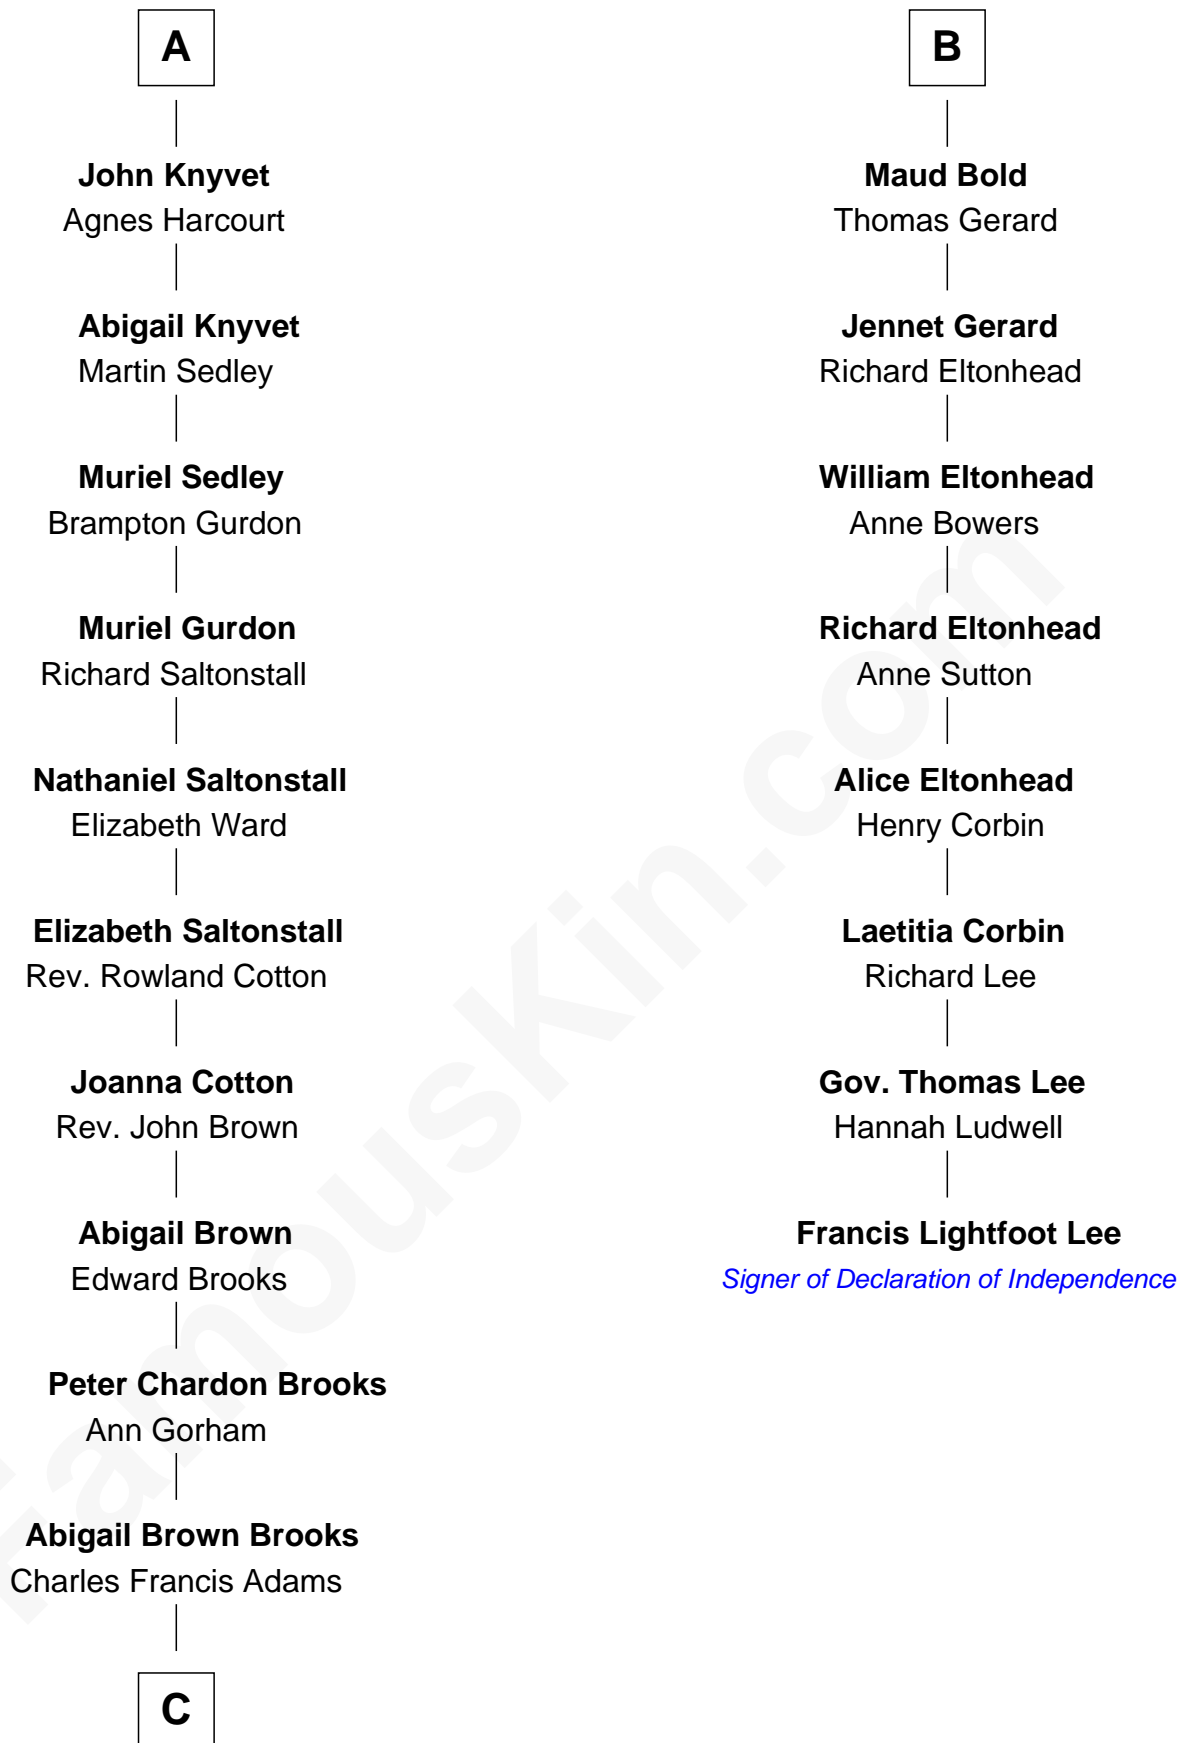 A
John Knyvet
Agnes Harcourt
Abigail Knyvet
Martin Sedley
Muriel Sedley
Brampton Gurdon
Muriel Gurdon
Richard Saltonstall
Nathaniel Saltonstall
Elizabeth Ward
Elizabeth Saltonstall
Rev. Rowland Cotton
Joanna Cotton
Rev. John Brown
Abigail Brown
Edward Brooks
Peter Chardon Brooks
Ann Gorham
Abigail Brown Brooks
Charles Francis Adams
C
B
Maud Bold
Thomas Gerard
Jennet Gerard
Richard Eltonhead
William Eltonhead
Anne Bowers
Richard Eltonhead
Anne Sutton
Alice Eltonhead
Henry Corbin
Laetitia Corbin
Richard Lee
Gov. Thomas Lee
Hannah Ludwell
Francis Lightfoot Lee
Signer of Declaration of Independence
FamousKin.com